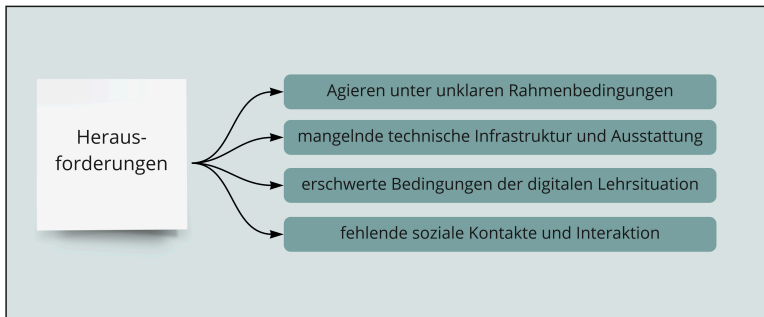 Heraus-
forderungen
Agieren unter unklaren Rahmenbedingungen
mangelnde technische Infrastruktur und Ausstattung
erschwerte Bedingungen der digitalen Lehrsituation
fehlende soziale Kontakte und Interaktion